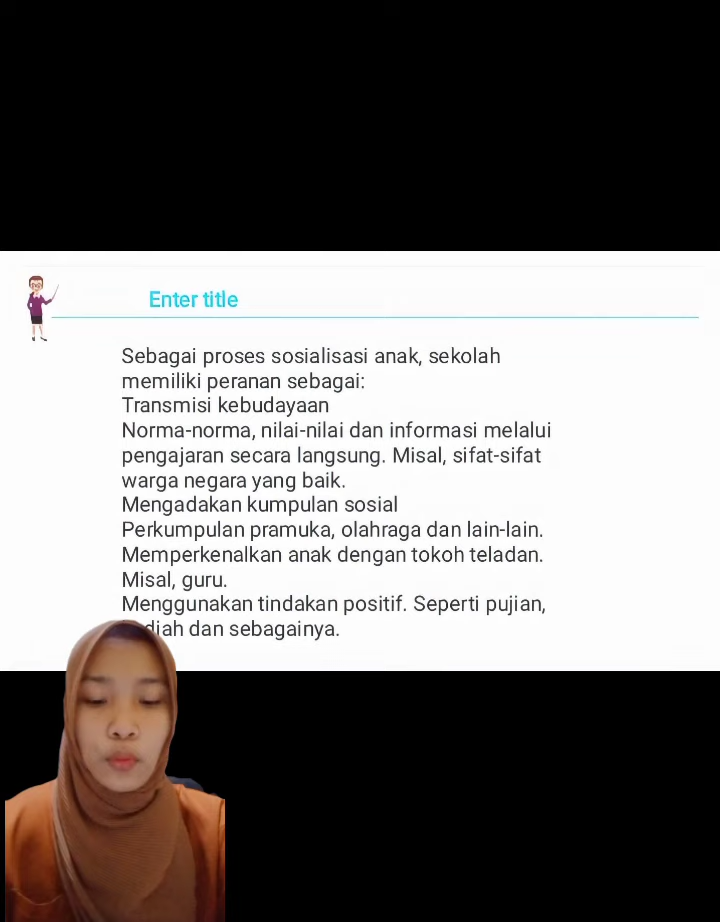 Enter title
Sebagai proses sosialisasi anak, sekolah
memiliki peranan sebagai:
Transmisi kebudayaan
Norma-norma, nilai-nilai dan informasi melalui
pengajaran secara langsung. Misal, sifat-sifat
warga negara yang baik.
Mengadakan kumpulan sosial
Perkumpulan pramuka, olahraga dan lain-lain.
Memperkenalkan anak dengan tokoh teladan.
Misal, guru.
Menggunakan tindakan positif. Seperti pujian,
dan sebagainya.